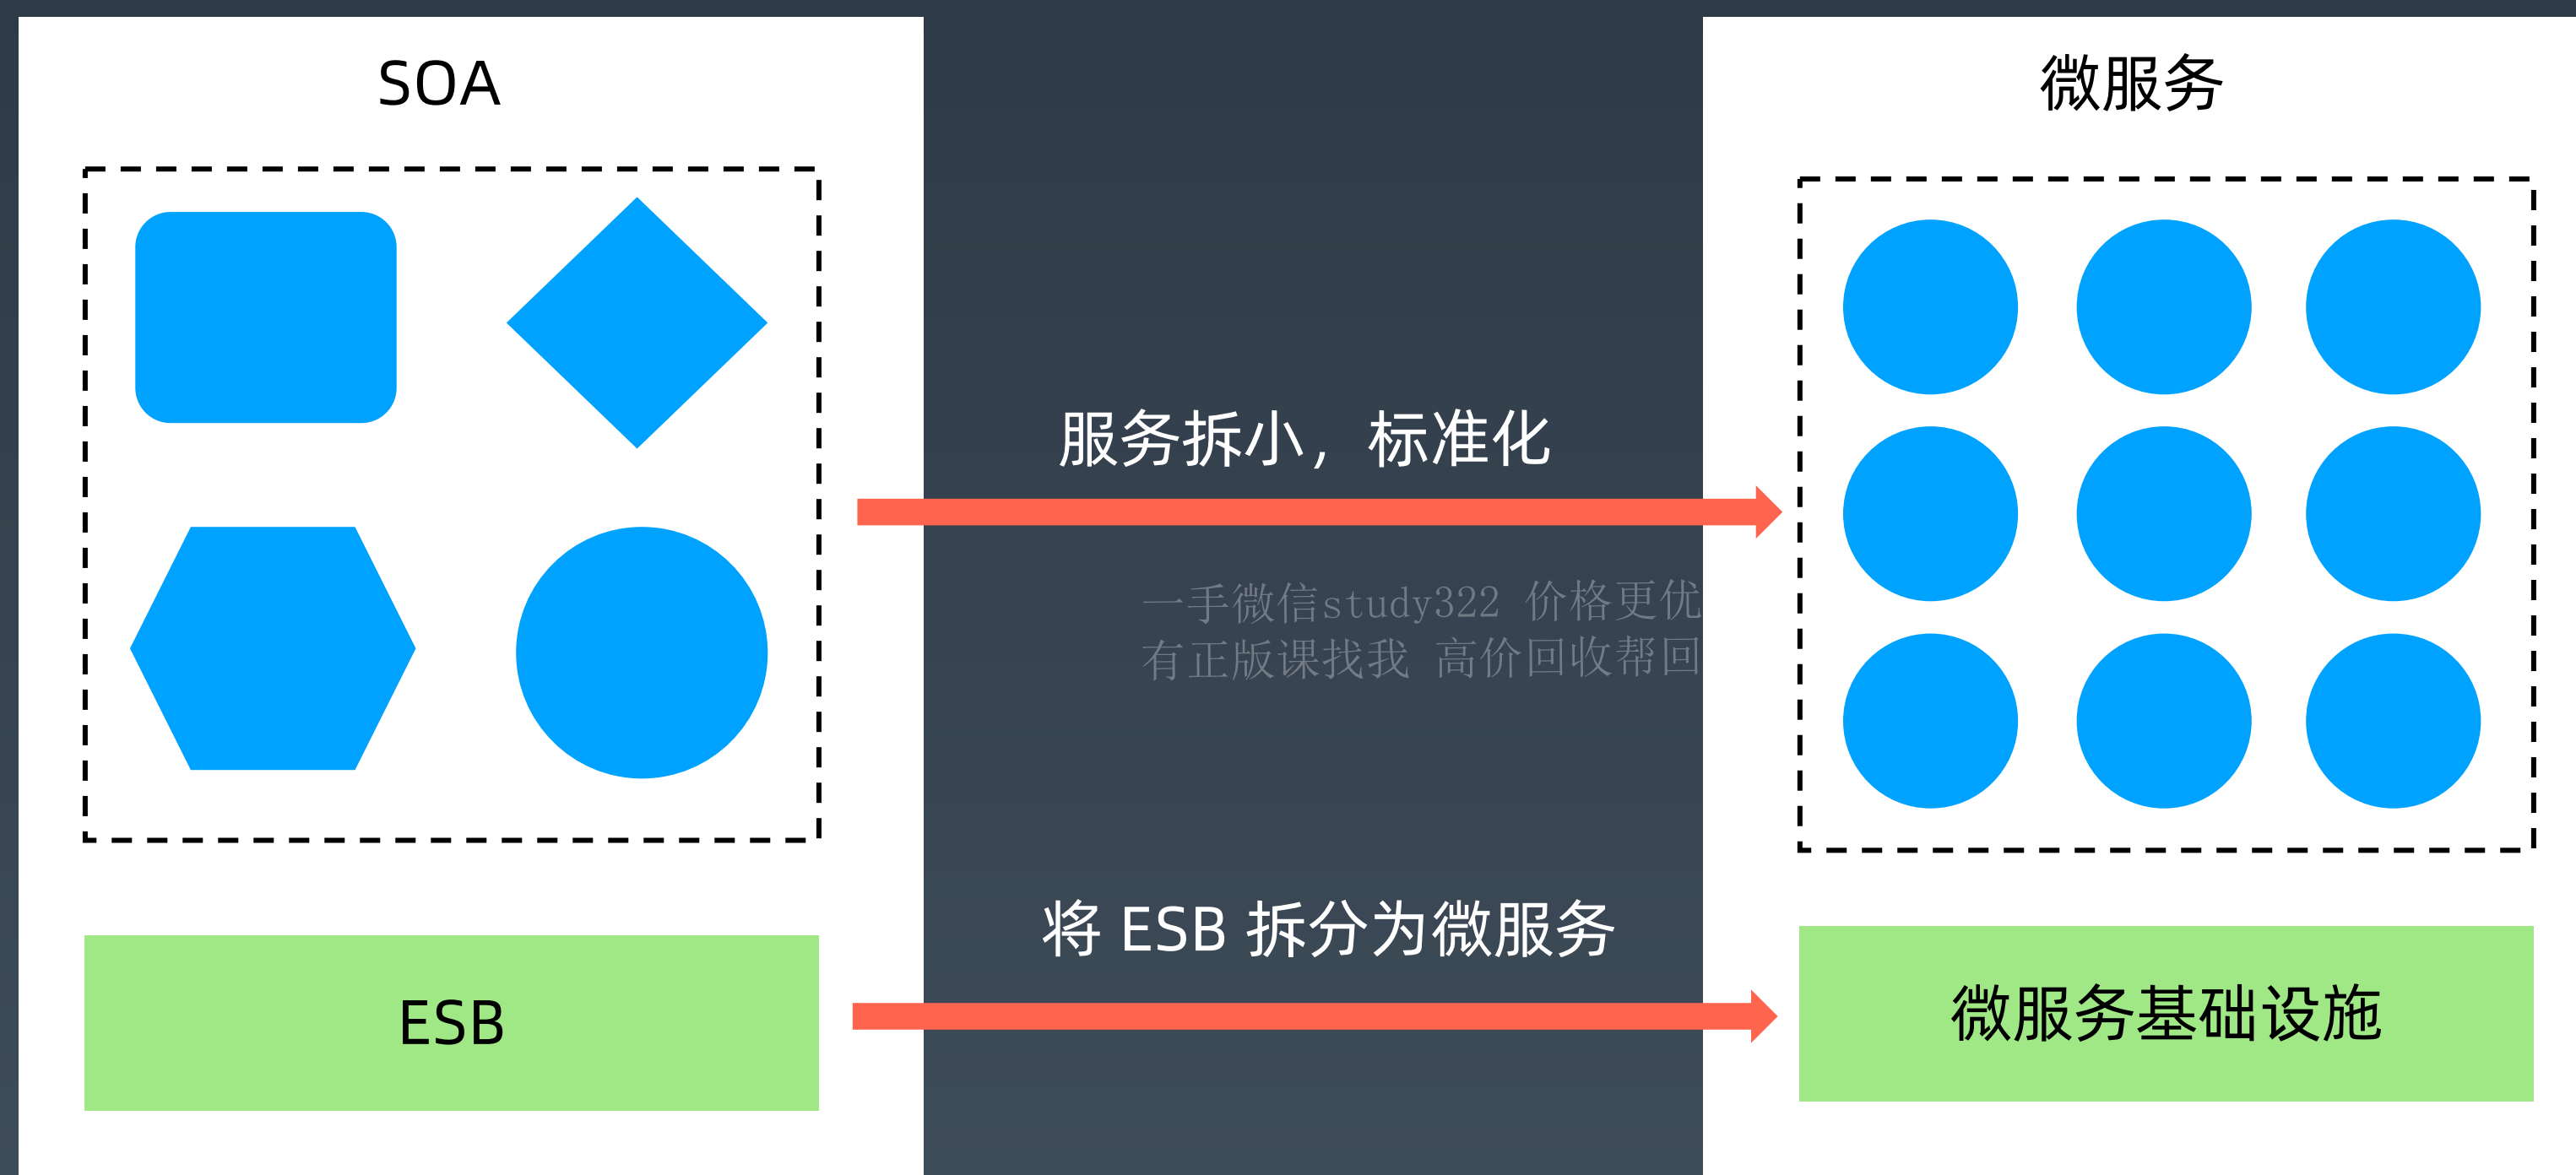 SOA
微服务
服务拆小，标准化
一手微信study322 价格更优
有正版课找我 高价回收帮回
将 ESB 拆分为微服务
ESB
微服务基础设施